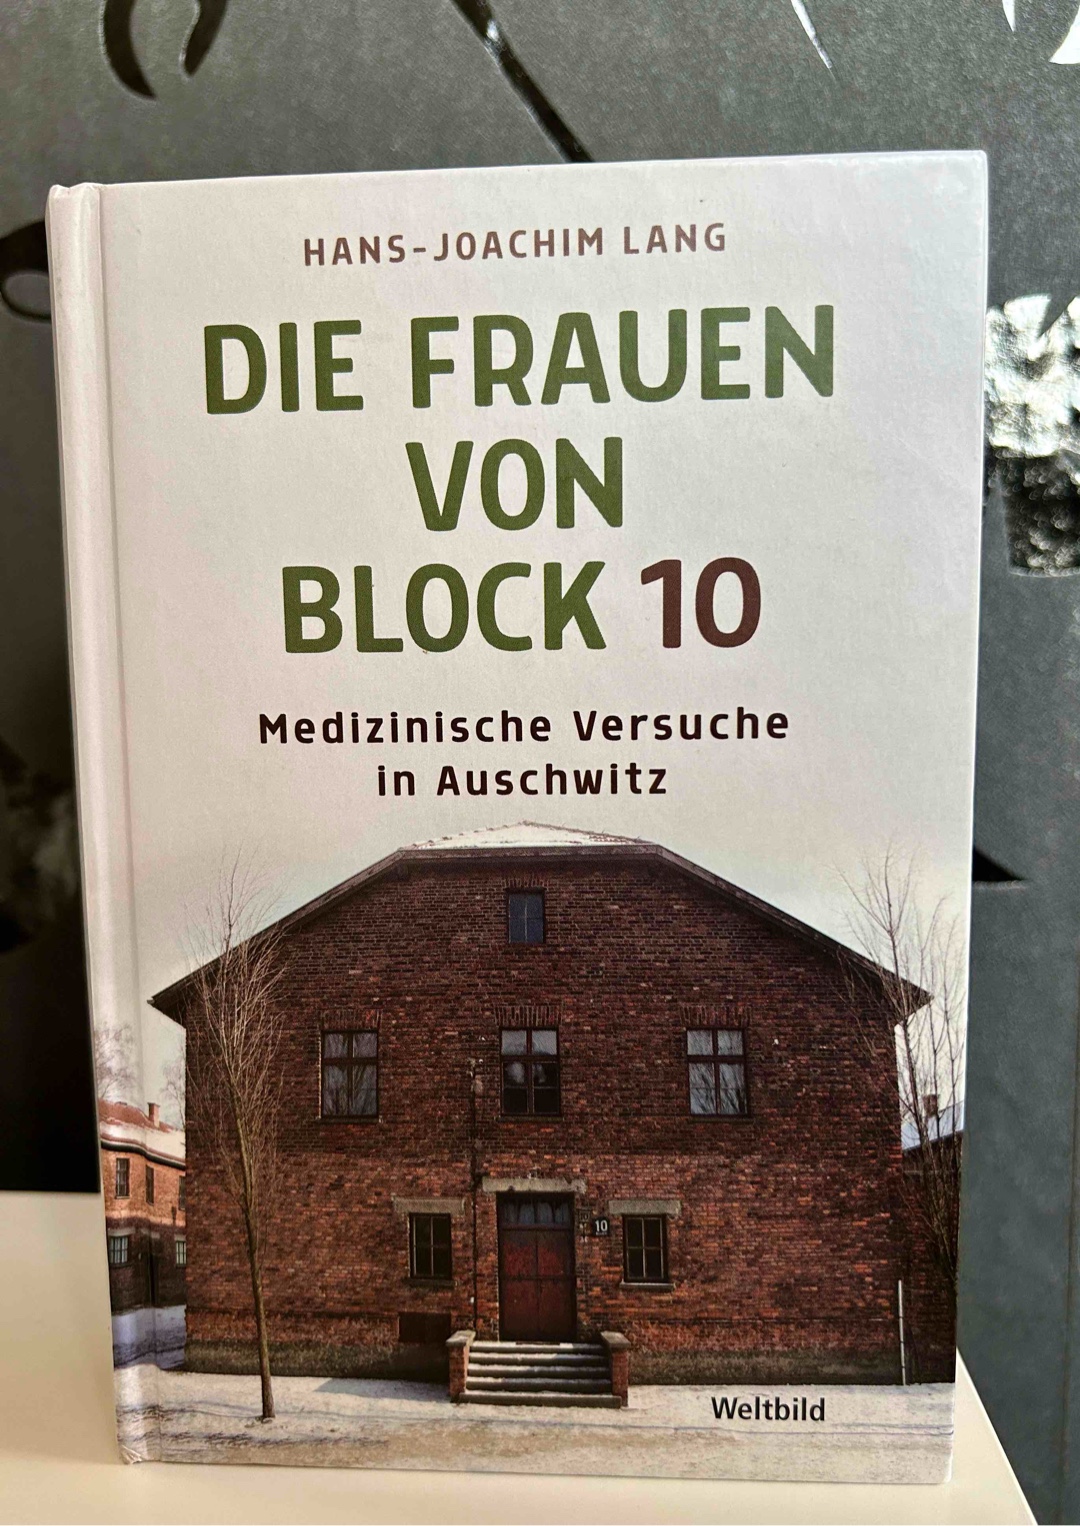 HANS-JOACHIM LANG
DIE FRAUEN
VON
BLOCK 10
Medizinische Versuche
in Auschwitz
10
Weltbild